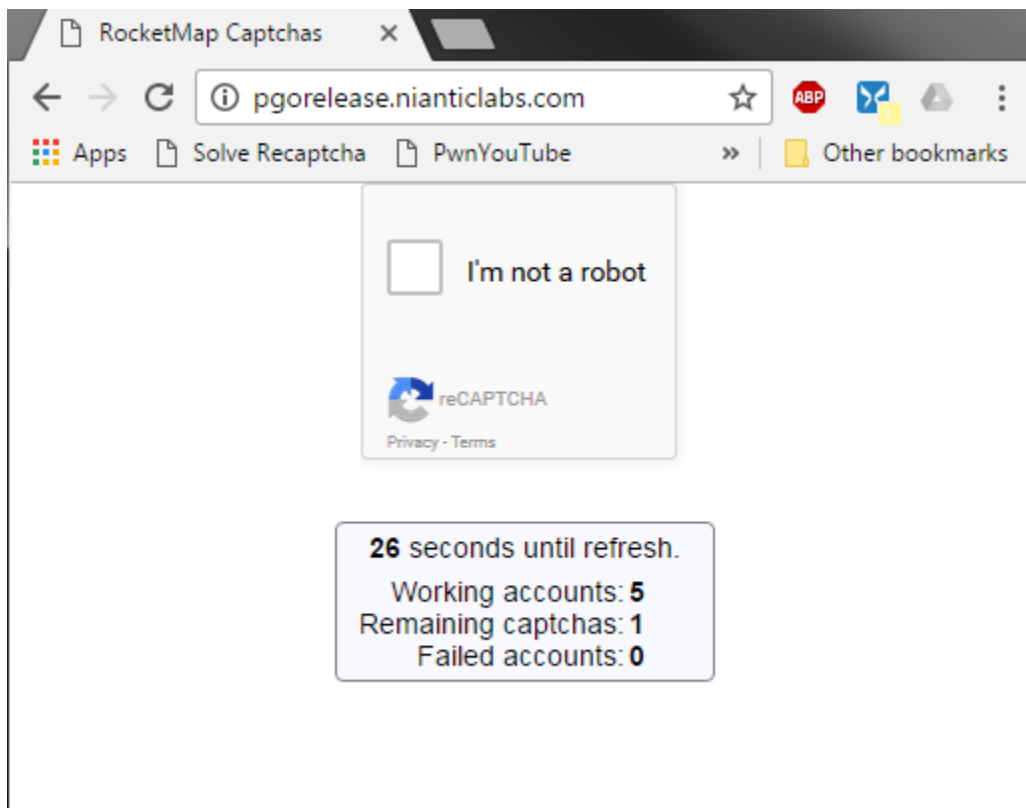 RocketMap Captchas
pgorelease.nianticlabs.com
ABP
Apps Solve Recaptcha PwnYouTube » Other bookmarks
I'm not a robot
reCAPTCHA
Privacy - Terms
26 seconds until refresh.
Working accounts: 5
Remaining captchas: 1
Failed accounts: 0